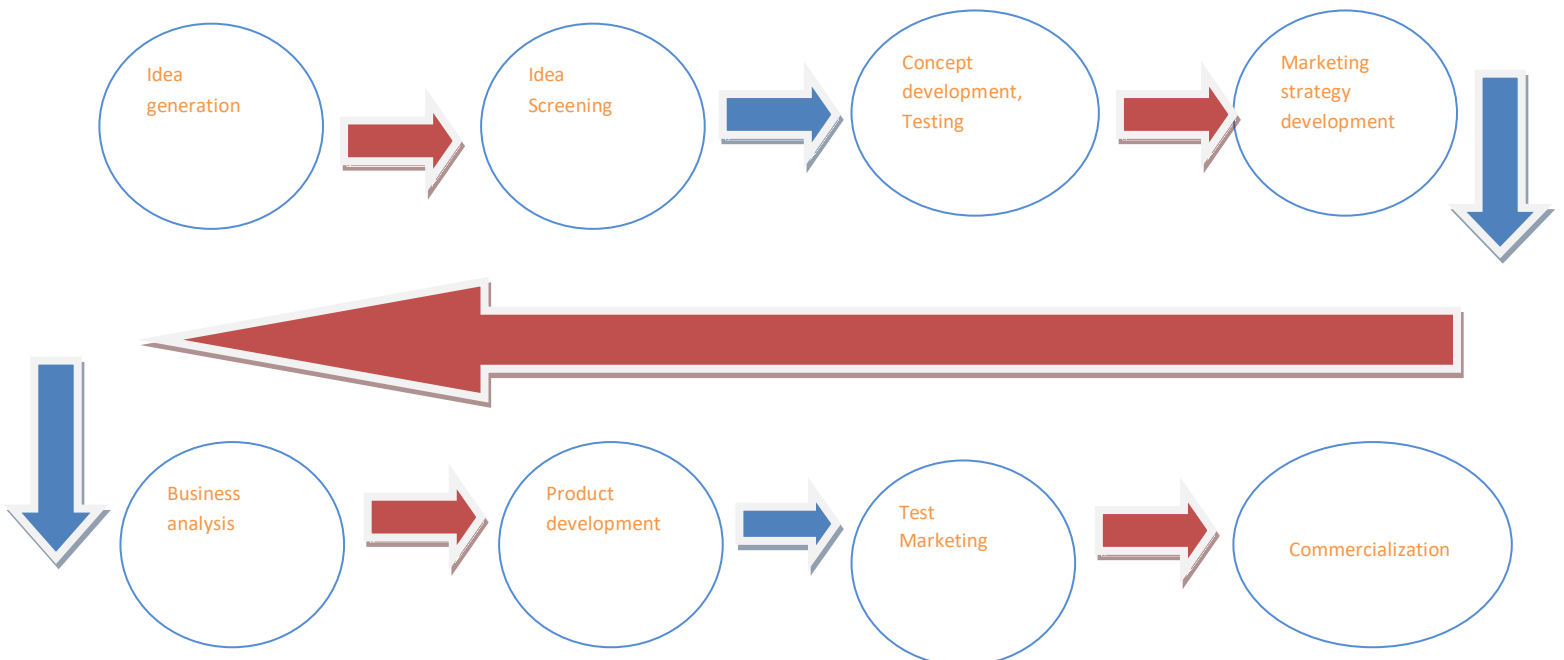 Idea
generation
Idea
Screening
Concept
development,
Testing
Marketing
strategy
development
Business
analysis
Product
development
Test
Marketing
Commercialization